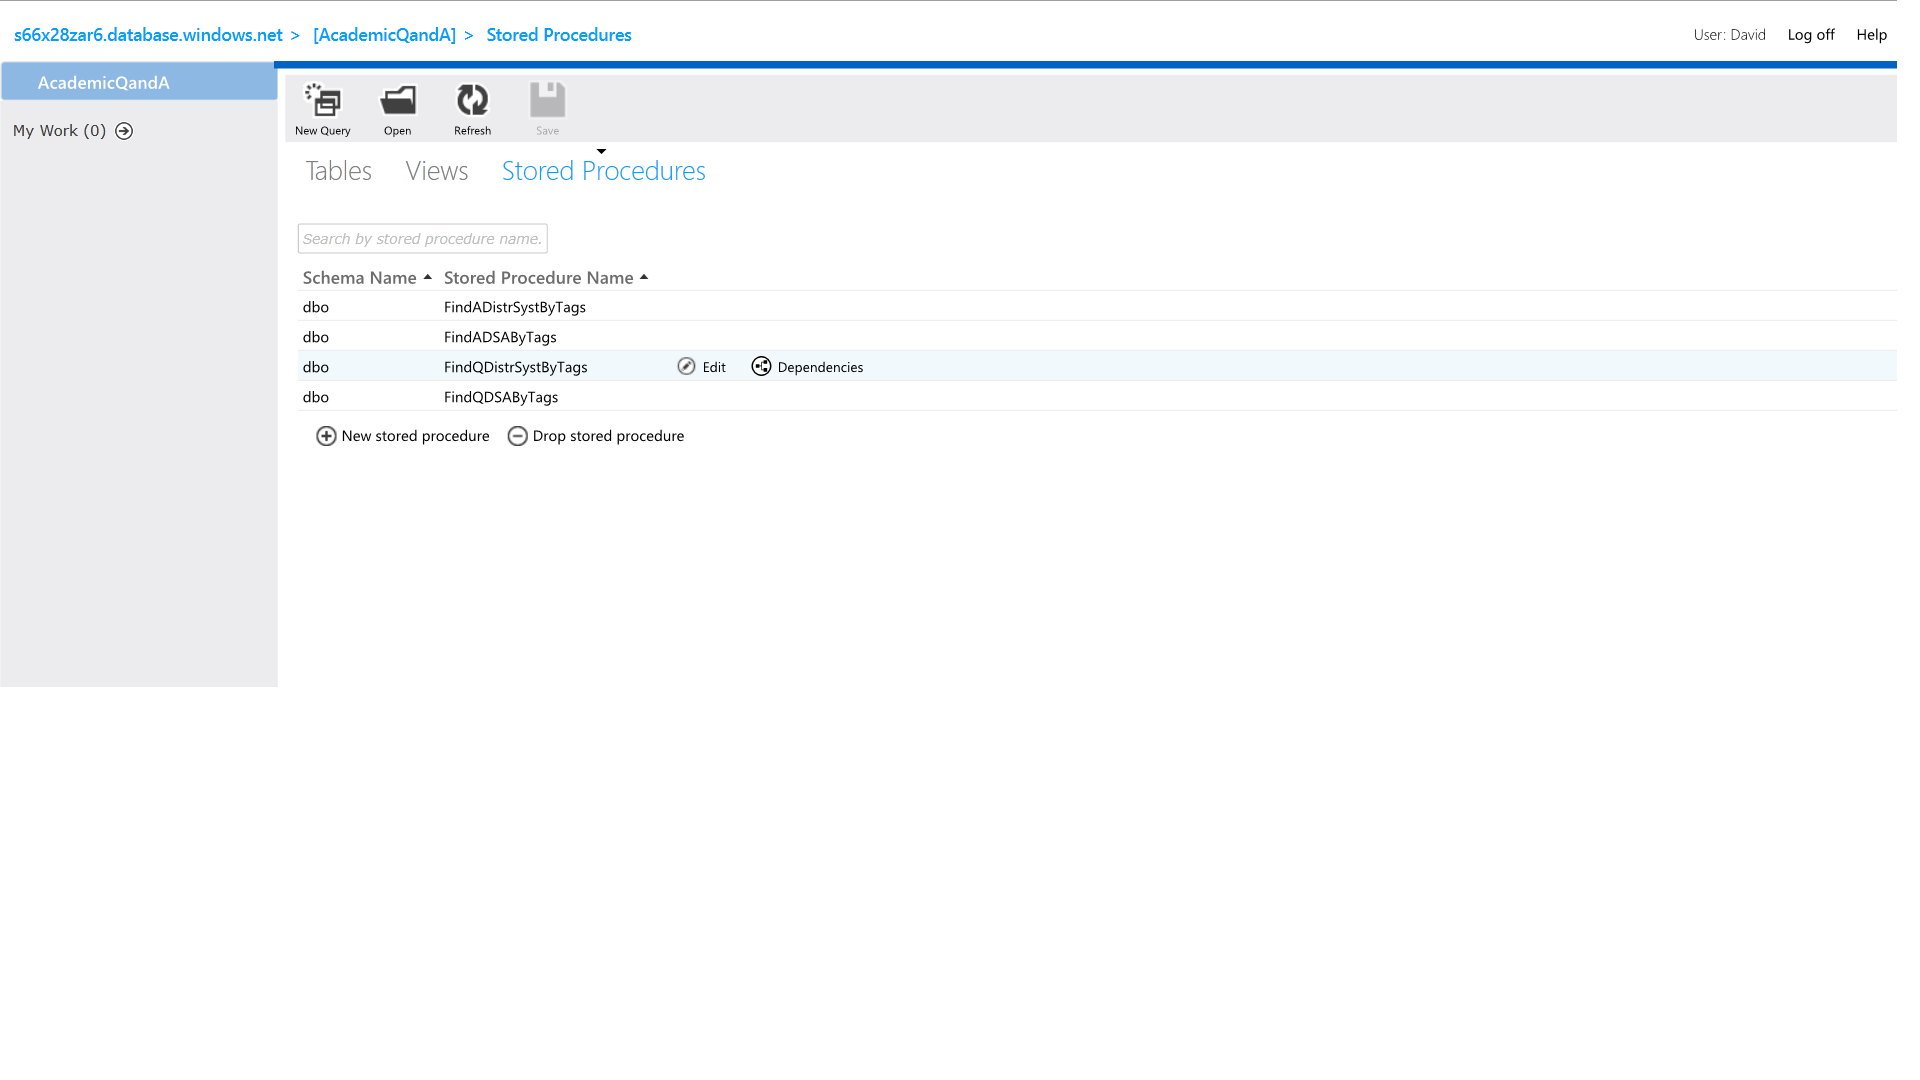 s66x28zar6.database.windows.net > [AcademicQandA] > Stored Procedures
User: David Log off Help
AcademicQandA
My Work (0)
New Query Open Refresh Save
Tables Views Stored Procedures
Search by stored procedure name.
Schema Name Stored Procedure Name
dbo FindADistrSystByTags
dbo FindADSAByTags
dbo FindQDistrSystByTags Edit Dependencies
dbo FindQDSAByTags
New stored procedure Drop stored procedure